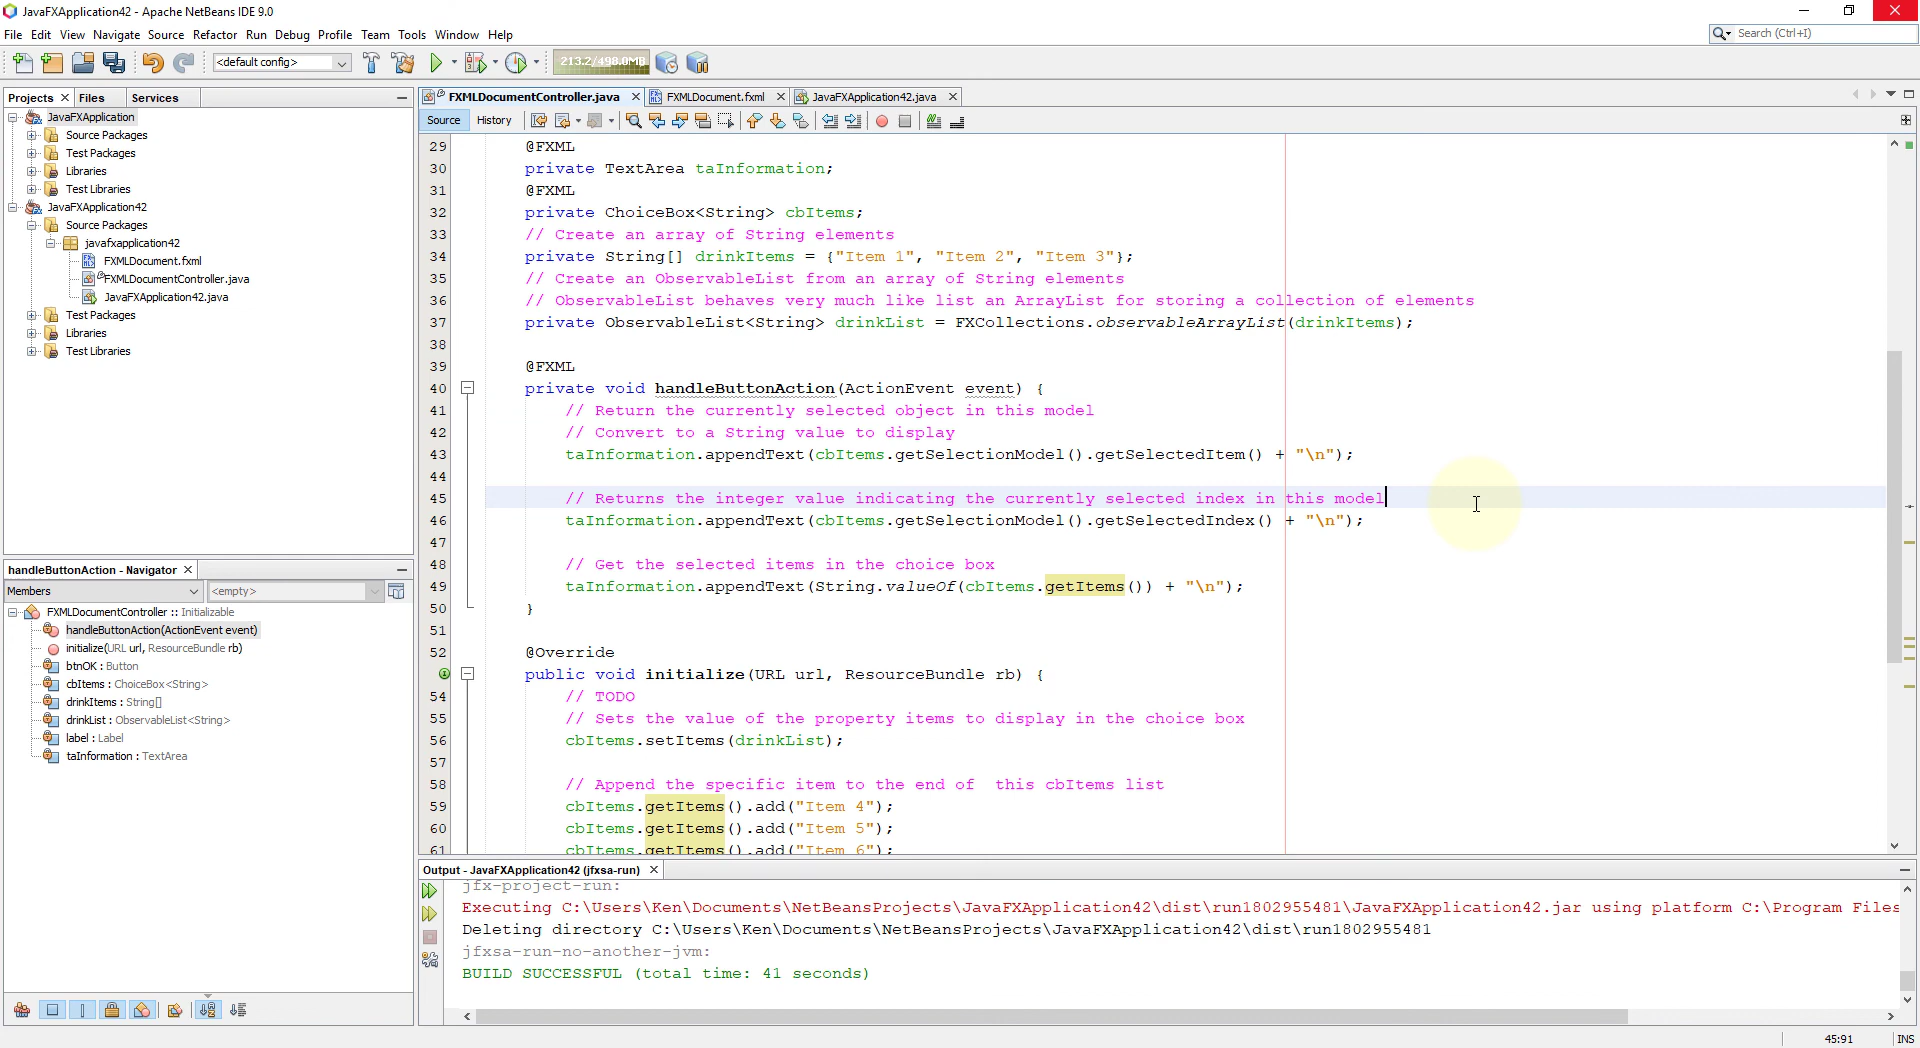 JavaFXApplication42 - Apache NetBeans IDE 9.0
File Edit View Navigate Source Refactor Run Debug Profile Team Tools Window Help
Search (Ctrl+I)
<default config>
213.2/498.0MB
Projects Files Services
JavaFXApplication
Source Packages
Test Packages
Libraries
Test Libraries
JavaFXApplication42
Source Packages
javafxapplication42
FXMLDocument.fxml
FXMLDocumentController.java
JavaFXApplication42.java
Test Packages
Libraries
Test Libraries
handleButtonAction - Navigator
Members <empty>
FXMLDocumentController :: Initializable
handleButtonAction(ActionEvent event)
initialize(URL url, ResourceBundle rb)
btnOK : Button
cbItems : ChoiceBox<String>
drinkItems : String[]
drinkList : ObservableList<String>
label : Label
taInformation : TextArea
FXMLDocumentController.java FXMLDocument.fxml JavaFXApplication42.java
Source History
29 @FXML
30 private TextArea taInformation;
31 @FXML
32 private ChoiceBox<String> cbItems;
33 // Create an array of String elements
34 private String[] drinkItems = {"Item 1", "Item 2", "Item 3"};
35 // Create an ObservableList from an array of String elements
36 // ObservableList behaves very much like list an ArrayList for storing a collection of elements
37 private ObservableList<String> drinkList = FXCollections.observableArrayList(drinkItems);
38
39 @FXML
40 private void handleButtonAction(ActionEvent event) {
41 // Return the currently selected object in this model
42 // Convert to a String value to display
43 taInformation.appendText(cbItems.getSelectionModel().getSelectedItem() + "\n");
44
45 // Returns the integer value indicating the currently selected index in this model
46 taInformation.appendText(cbItems.getSelectionModel().getSelectedIndex() + "\n");
47
48 // Get the selected items in the choice box
49 taInformation.appendText(String.valueOf(cbItems.getItems()) + "\n");
50 }
51
52 @Override
public void initialize(URL url, ResourceBundle rb) {
54 // TODO
55 // Sets the value of the property items to display in the choice box
56 cbItems.setItems(drinkList);
57
58 // Append the specific item to the end of  this cbItems list
59 cbItems.getItems().add("Item 4");
60 cbItems.getItems().add("Item 5");
61 cbItems.getItems().add("Item 6");
Output - JavaFXApplication42 (jfxsa-run)
jfx-project-run:
Executing C:\Users\Ken\Documents\NetBeansProjects\JavaFXApplication42\dist\run1802955481\JavaFXApplication42.jar using platform C:\Program Files
Deleting directory C:\Users\Ken\Documents\NetBeansProjects\JavaFXApplication42\dist\run1802955481
jfxsa-run-no-another-jvm:
BUILD SUCCESSFUL (total time: 41 seconds)
45:91 INS